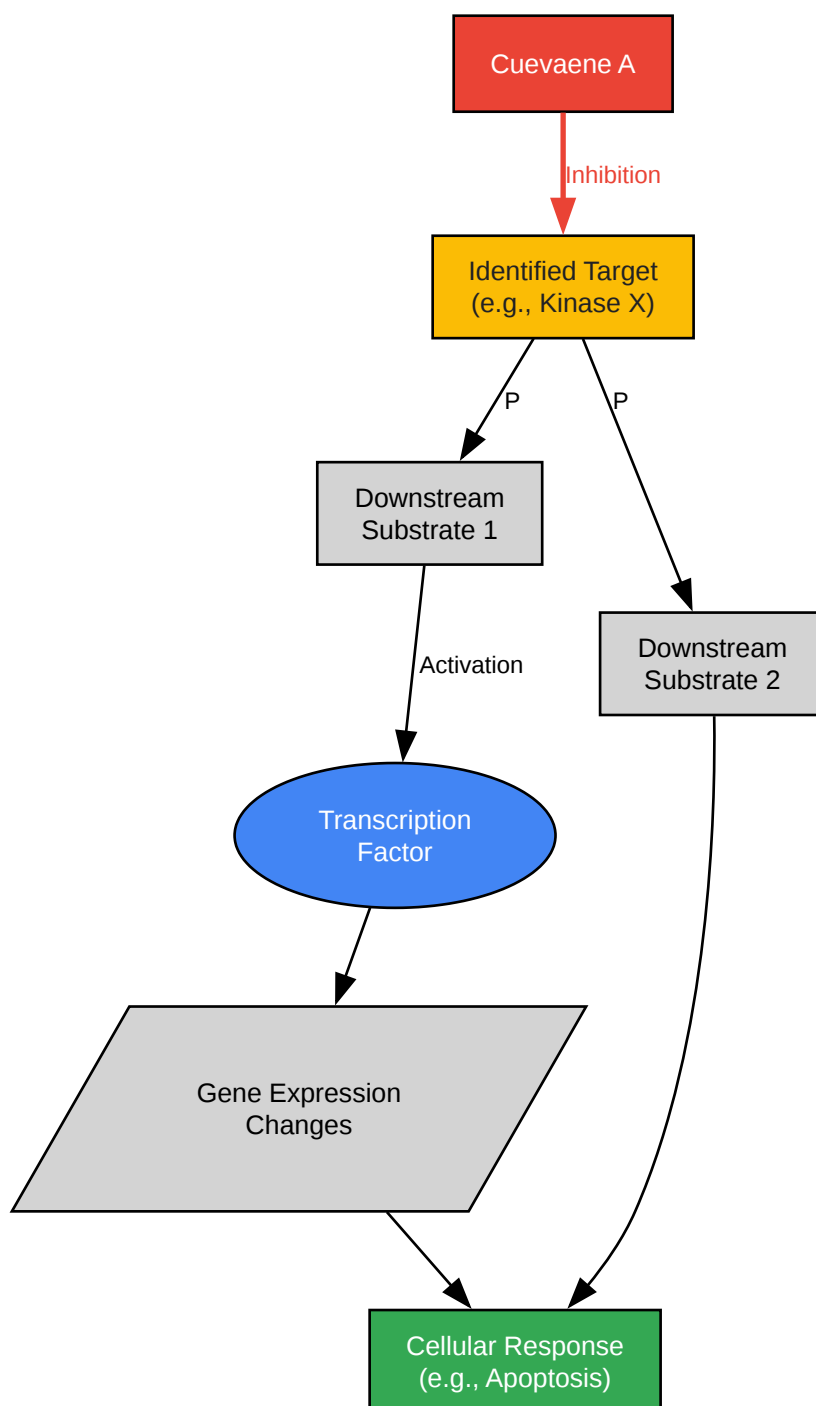 Cuevaene A
Inhibition
Identified Target
(e.g., Kinase X)
P
P
Downstream
Substrate 1
Downstream
Substrate 2
Activation
Transcription
Factor
Gene Expression
Changes
Cellular Response
(e.g., Apoptosis)